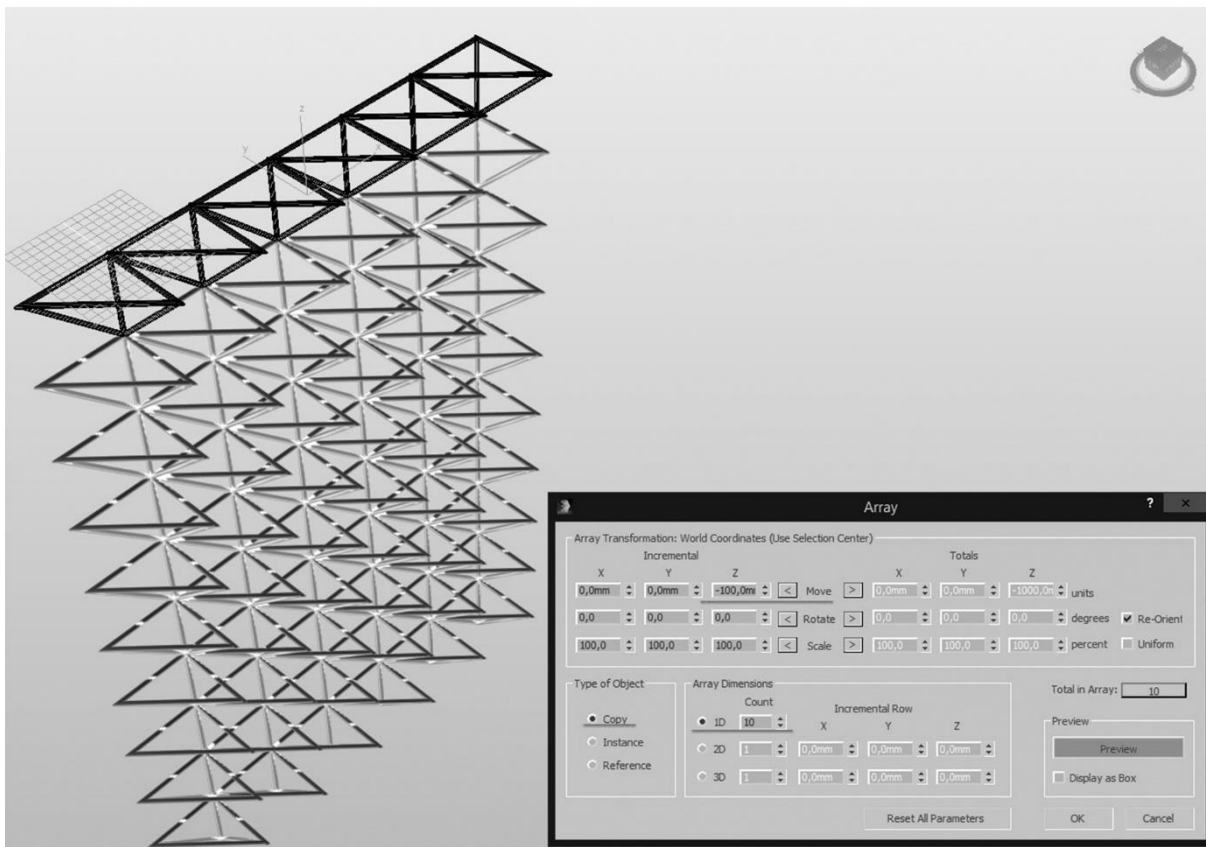 z
y
x
Array ? ×
Array Transformation: World Coordinates (Use Selection Center)
Incremental Totals
X Y Z X Y Z
0,0mm 0,0mm -100,0m < Move > 0,0mm 0,0mm -1000,0n units
0,0 0,0 0,0 < Rotate > 0,0 0,0 0,0 degrees Re-Orient
100,0 100,0 100,0 < Scale > 100,0 100,0 100,0 percent Uniform
Type of Object Array Dimensions Total in Array: 10
Count Incremental Row
Copy 1D 10 X Y Z Preview
Instance 2D 1 0,0mm 0,0mm 0,0mm Preview
Reference 3D 1 0,0mm 0,0mm 0,0mm Display as Box
Reset All Parameters OK Cancel